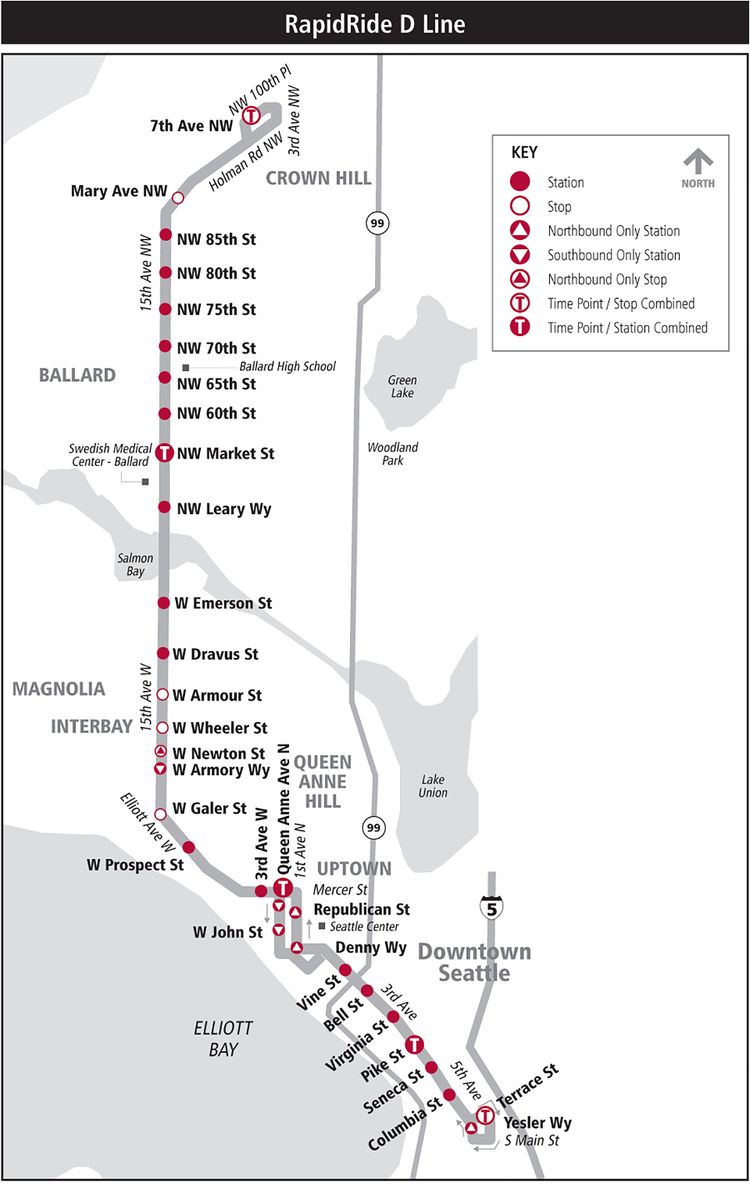 RapidRide D Line
NW 100th Pl
7th Ave NW
3rd Ave NW
Holman Rd NW
CROWN HILL
Mary Ave NW
99
KEY
NORTH
Station
Stop
Northbound Only Station
Southbound Only Station
Northbound Only Stop
T
Time Point / Stop Combined
T
Time Point / Station Combined
T
15th Ave NW
NW 85th St
NW 80th St
NW 75th St
NW 70th St
Ballard High School
BALLARD
NW 65th St
NW 60th St
Green
Lake
Woodland
Park
Swedish Medical
Center - Ballard
T
NW Market St
NW Leary Wy
Salmon
Bay
W Emerson St
W Dravus St
MAGNOLIA
15th Ave W
W Armour St
INTERBAY
W Wheeler St
W Newton St
W Armory Wy
W Galer St
Elliott Ave W
W Prospect St
QUEEN
ANNE
HILL
Lake
Union
99
3rd Ave W
Queen Anne Ave N
1st Ave N
UPTOWN
T
Mercer St
Republican St
Seattle Center
W John St
Denny Wy
5
Downtown
Seattle
Vine St
Bell St
3rd Ave
Virginia St
ELLIOTT
BAY
T
Pike St
Seneca St
5th Ave
Columbia St
T
Terrace St
Yesler Wy
S Main St